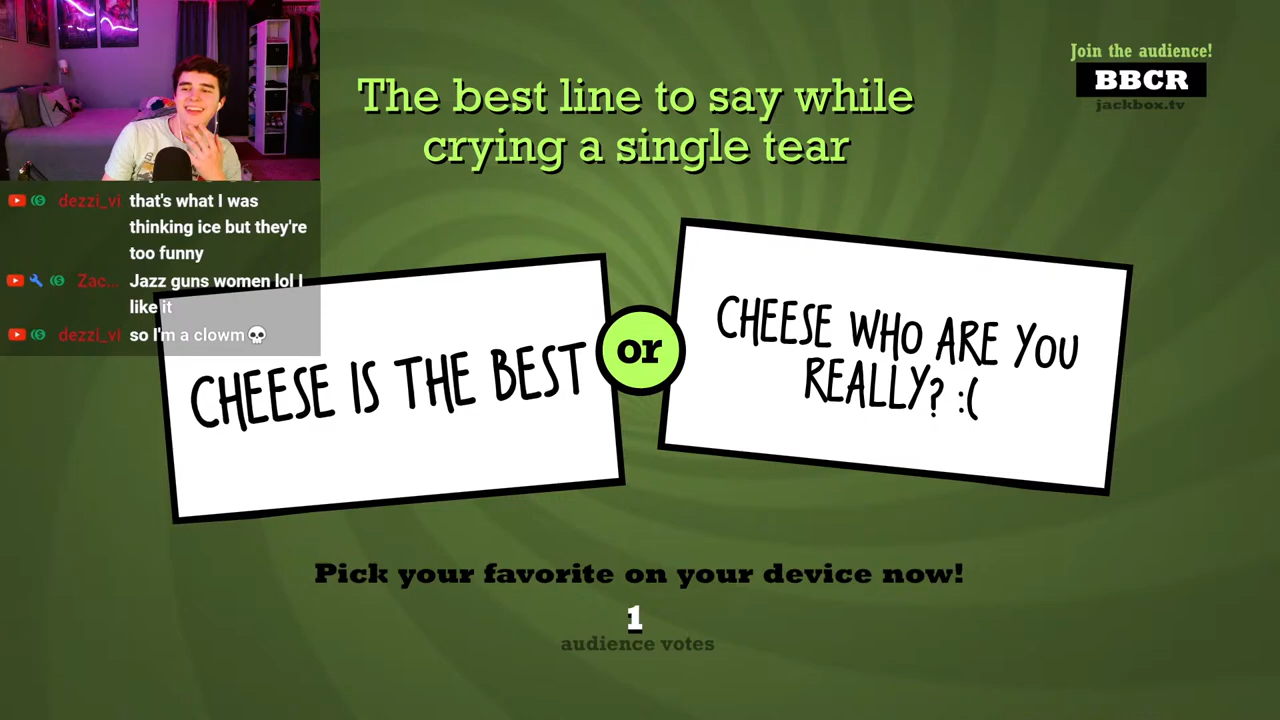 Join the audience!
BBCR
jackbox.tv
The best line to say while
crying a single tear
dezzi_vi that's what I was
thinking ice but they're
too funny
Zac... Jazz guns women lol I
like it
dezzi_vi so I'm a clowm💀
CHEESE IS THE BEST
or
CHEESE WHO ARE YOU
REALLY? :(
Pick your favorite on your device now!
1
audience votes